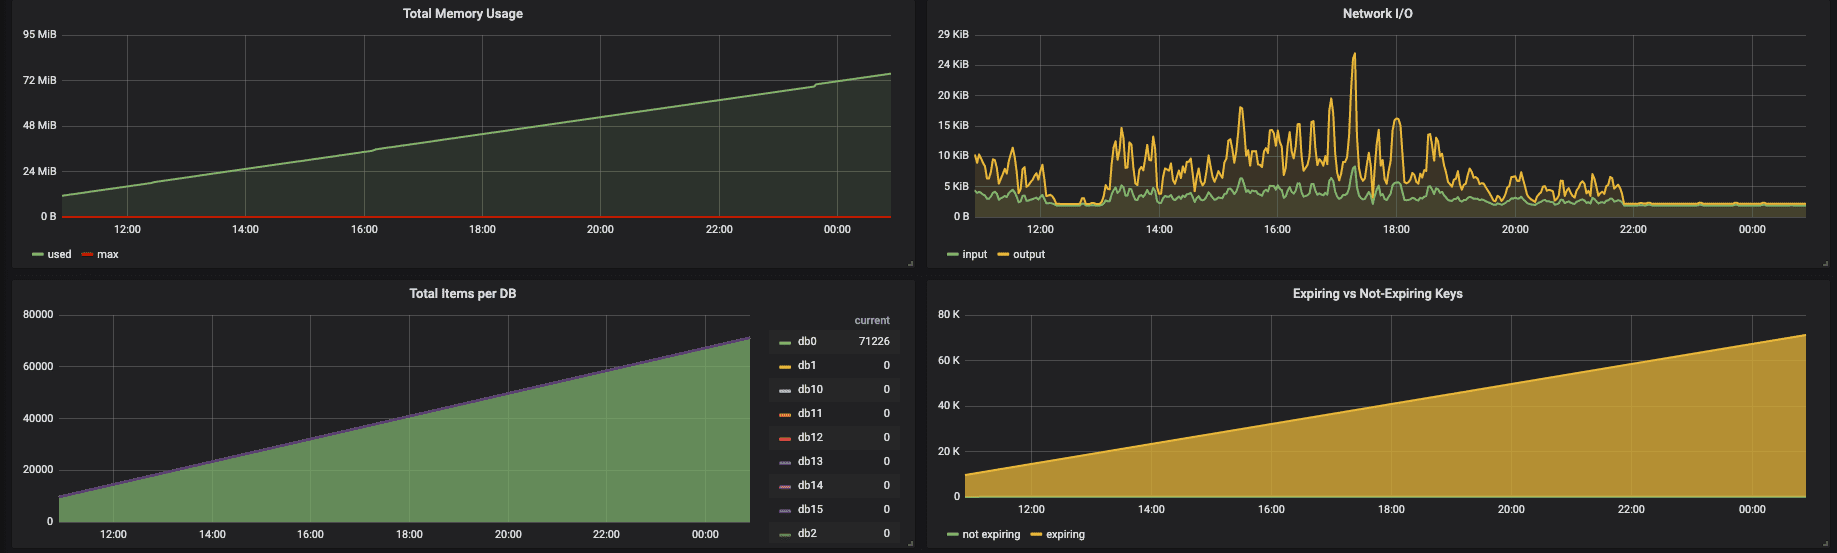 Total Memory Usage
95 MiB
72 MiB
48 MiB
24 MiB
0 B
12:00 14:00 16:00 18:00 20:00 22:00 00:00
used max
Network I/O
29 KiB
24 KiB
20 KiB
15 KiB
10 KiB
5 KiB
0 B
12:00 14:00 16:00 18:00 20:00 22:00 00:00
input output
Total Items per DB
80000
60000
40000
20000
0
12:00 14:00 16:00 18:00 20:00 22:00 00:00
current
db0 71226
db1 0
db10 0
db11 0
db12 0
db13 0
db14 0
db15 0
db2 0
Expiring vs Not-Expiring Keys
80 K
60 K
40 K
20 K
0
12:00 14:00 16:00 18:00 20:00 22:00 00:00
not expiring expiring